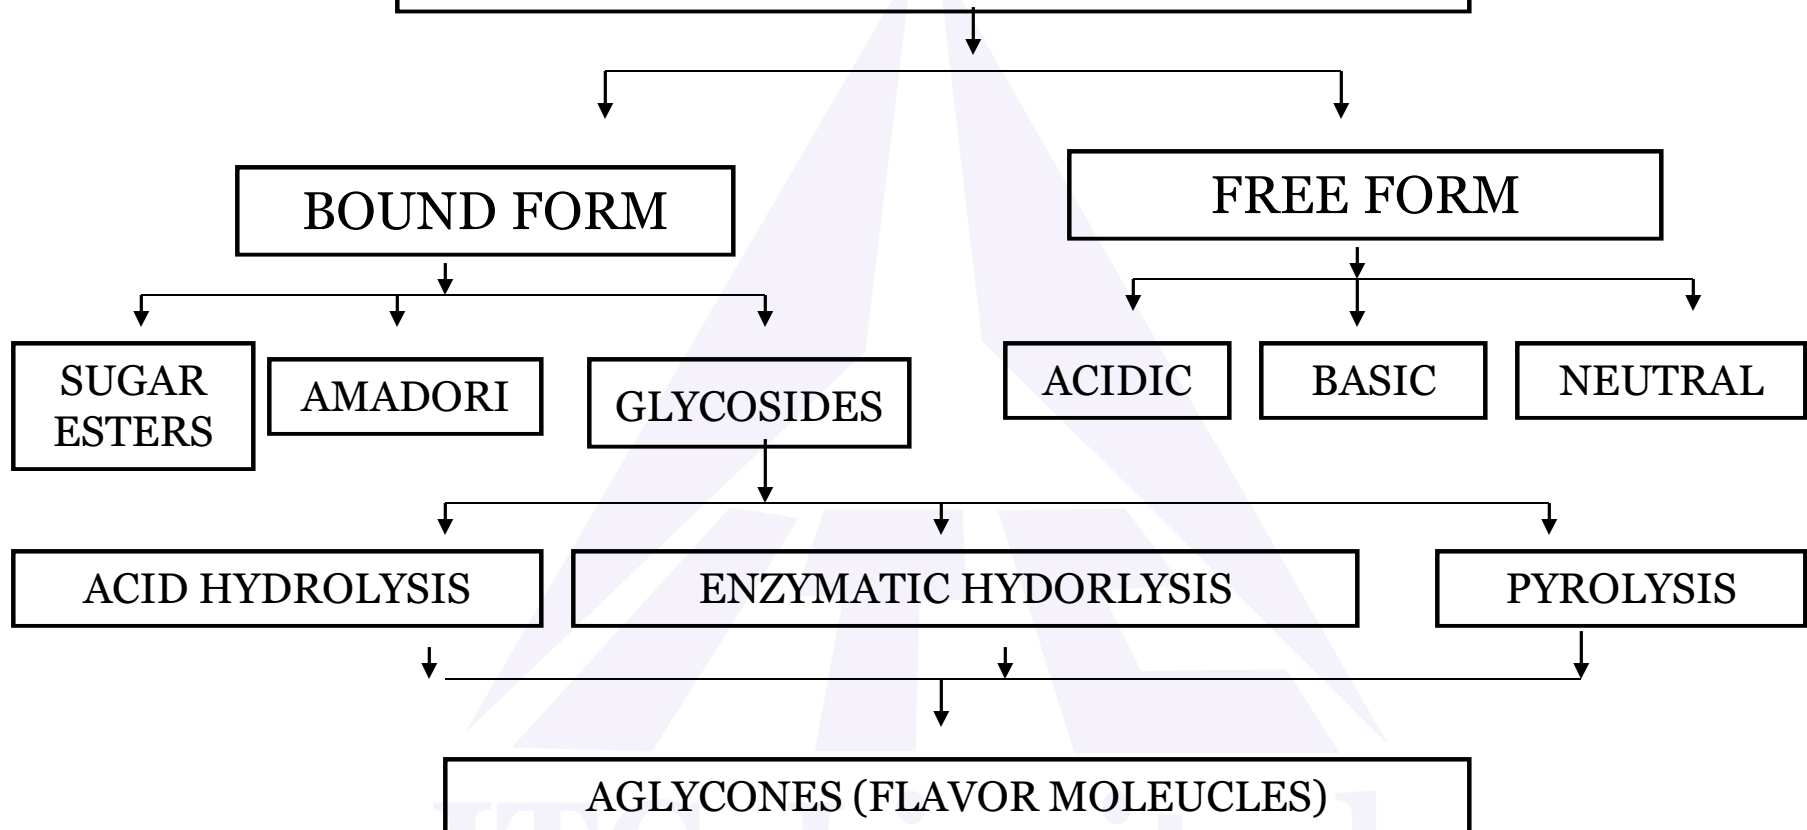 BOUND FORM
FREE FORM
SUGAR
ESTERS
AMADORI
GLYCOSIDES
ACIDIC
BASIC
NEUTRAL
ACID HYDROLYSIS
ENZYMATIC HYDORLYSIS
PYROLYSIS
AGLYCONES (FLAVOR MOLEUCLES)